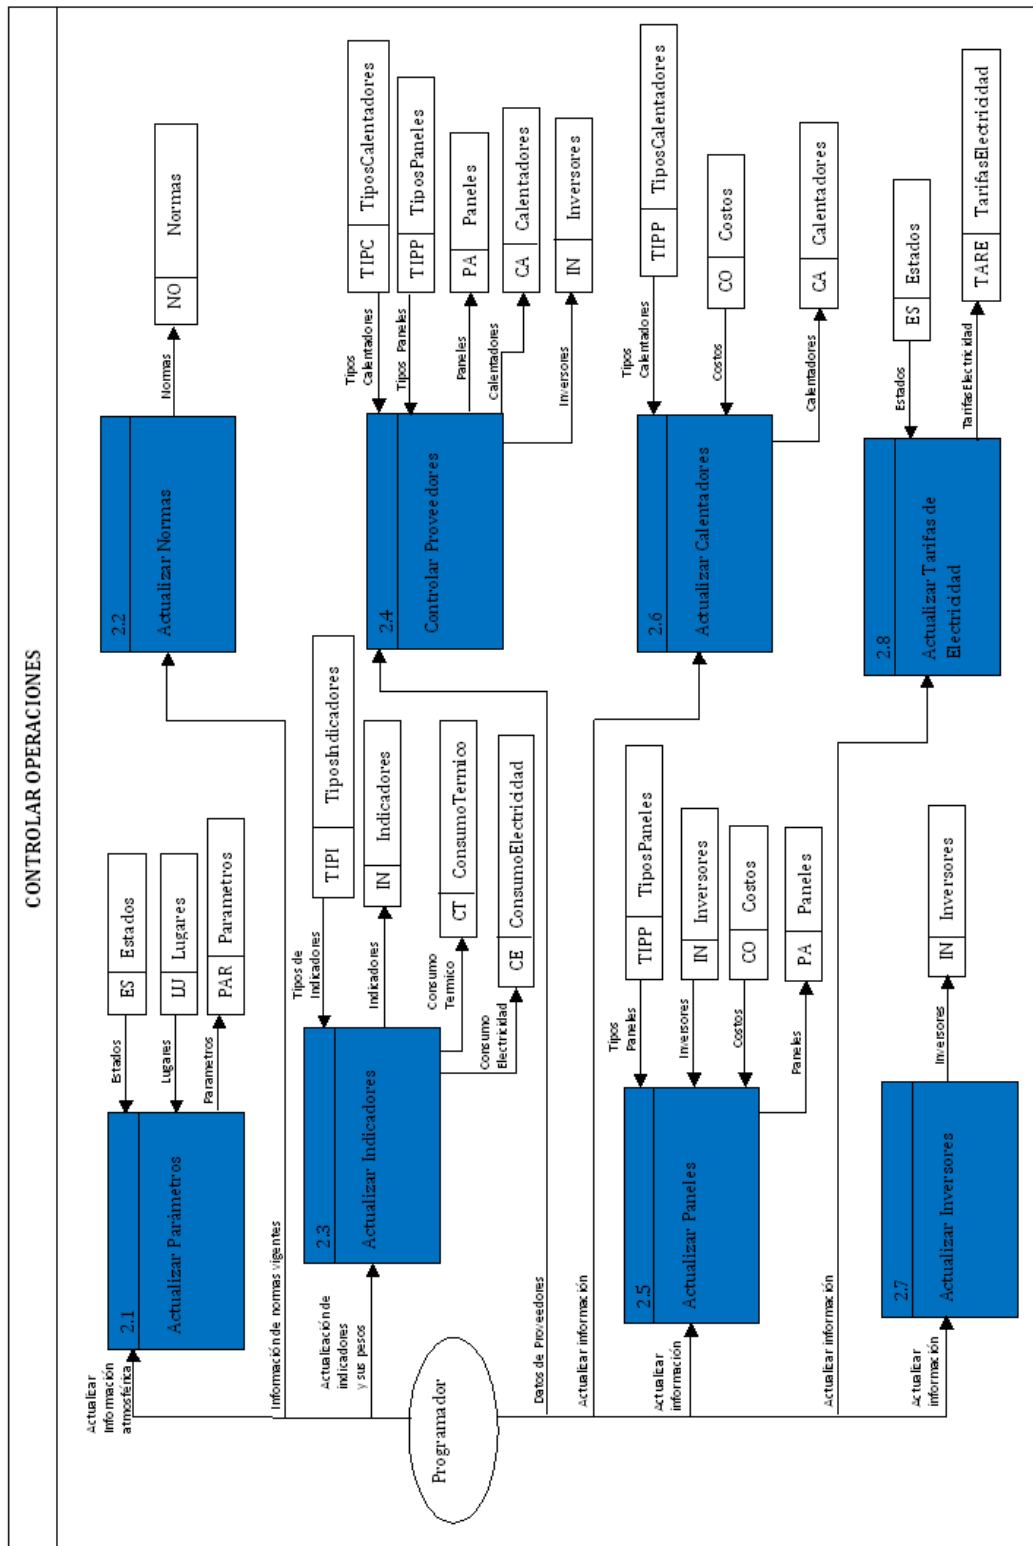 CONTROLAR OPERACIONES
Actualizar
Información
atmosférica
2.1
Actualizar Parámetros
Estados
ES
Estados
Lugares
LU
Lugares
Parametros
PAR
Parametros
Información de normas vigentes
2.2
Actualizar Normas
Normas
NO
Normas
Actualización de
indicadores
y sus pesos
2.3
Actualizar Indicadores
Tipos de
Indicadores
TIPI
TiposIndicadores
Indicadores
IN
Indicadores
Consumo
Termico
CT
ConsumoTermico
Consumo
Electricidad
CE
ConsumoElectricidad
Programador
Datos de Proveedores
2.4
Controlar Proveedores
Tipos
Calentadores
TIPC
TiposCalentadores
Tipos Paneles
TIPP
TiposPaneles
Paneles
PA
Paneles
Calentadores
CA
Calentadores
Inversores
IN
Inversores
Actualizar información
2.5
Actualizar Paneles
Actualizar
información
Tipos
Paneles
TIPP
TiposPaneles
Inversores
IN
Inversores
Costos
CO
Costos
Paneles
PA
Paneles
2.6
Actualizar Calentadores
Tipos
Calentadores
TIPP
TiposCalentadores
Costos
CO
Costos
Calentadores
CA
Calentadores
Actualizar información
2.7
Actualizar Inversores
Actualizar
información
Inversores
IN
Inversores
2.8
Actualizar Tarifas de
Electricidad
Estados
ES
Estados
TarifasElectricidad
TARE
TarifasElectricidad